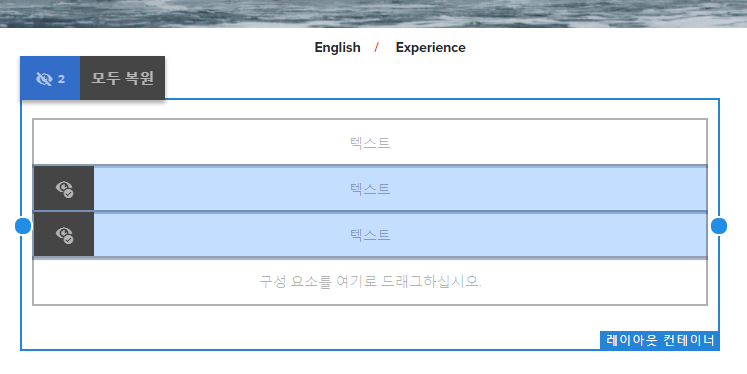 English / Experience
2 모두 복원
텍스트
텍스트
텍스트
구성 요소를 여기로 드래그하십시오.
레이아웃 컨테이너